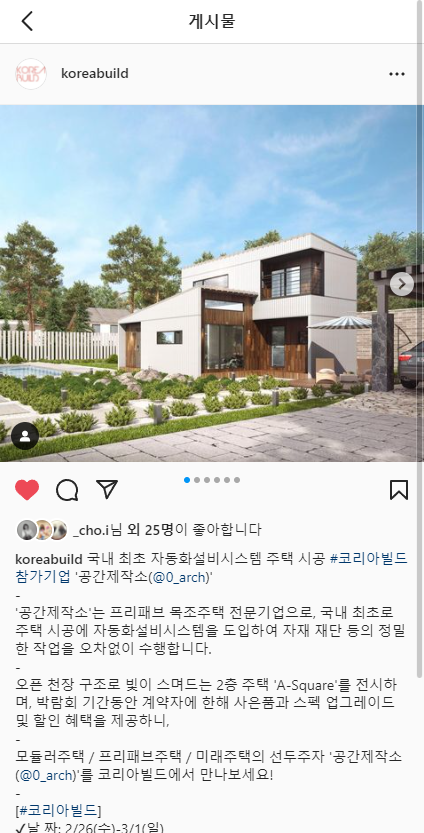 게시물
KOREA
BUILD
koreabuild
_cho.i님 외 25명이 좋아합니다
koreabuild 국내 최초 자동화설비시스템 주택 시공 #코리아빌드
참가기업 '공간제작소(@0_arch)'
-
'공간제작소'는 프리패브 목조주택 전문기업으로, 국내 최초로
주택 시공에 자동화설비시스템을 도입하여 자재 재단 등의 정밀
한 작업을 오차없이 수행합니다.
-
오픈 천장 구조로 빛이 스며드는 2층 주택 'A-Square'를 전시하
며, 박람회 기간동안 계약자에 한해 사은품과 스펙 업그레이드
및 할인 혜택을 제공하니,
-
모듈러주택 / 프리패브주택 / 미래주택의 선두주자 '공간제작소
(@0_arch)'를 코리아빌드에서 만나보세요!
-
[#코리아빌드]
✔날 짜: 2/26(수)-3/1(일)